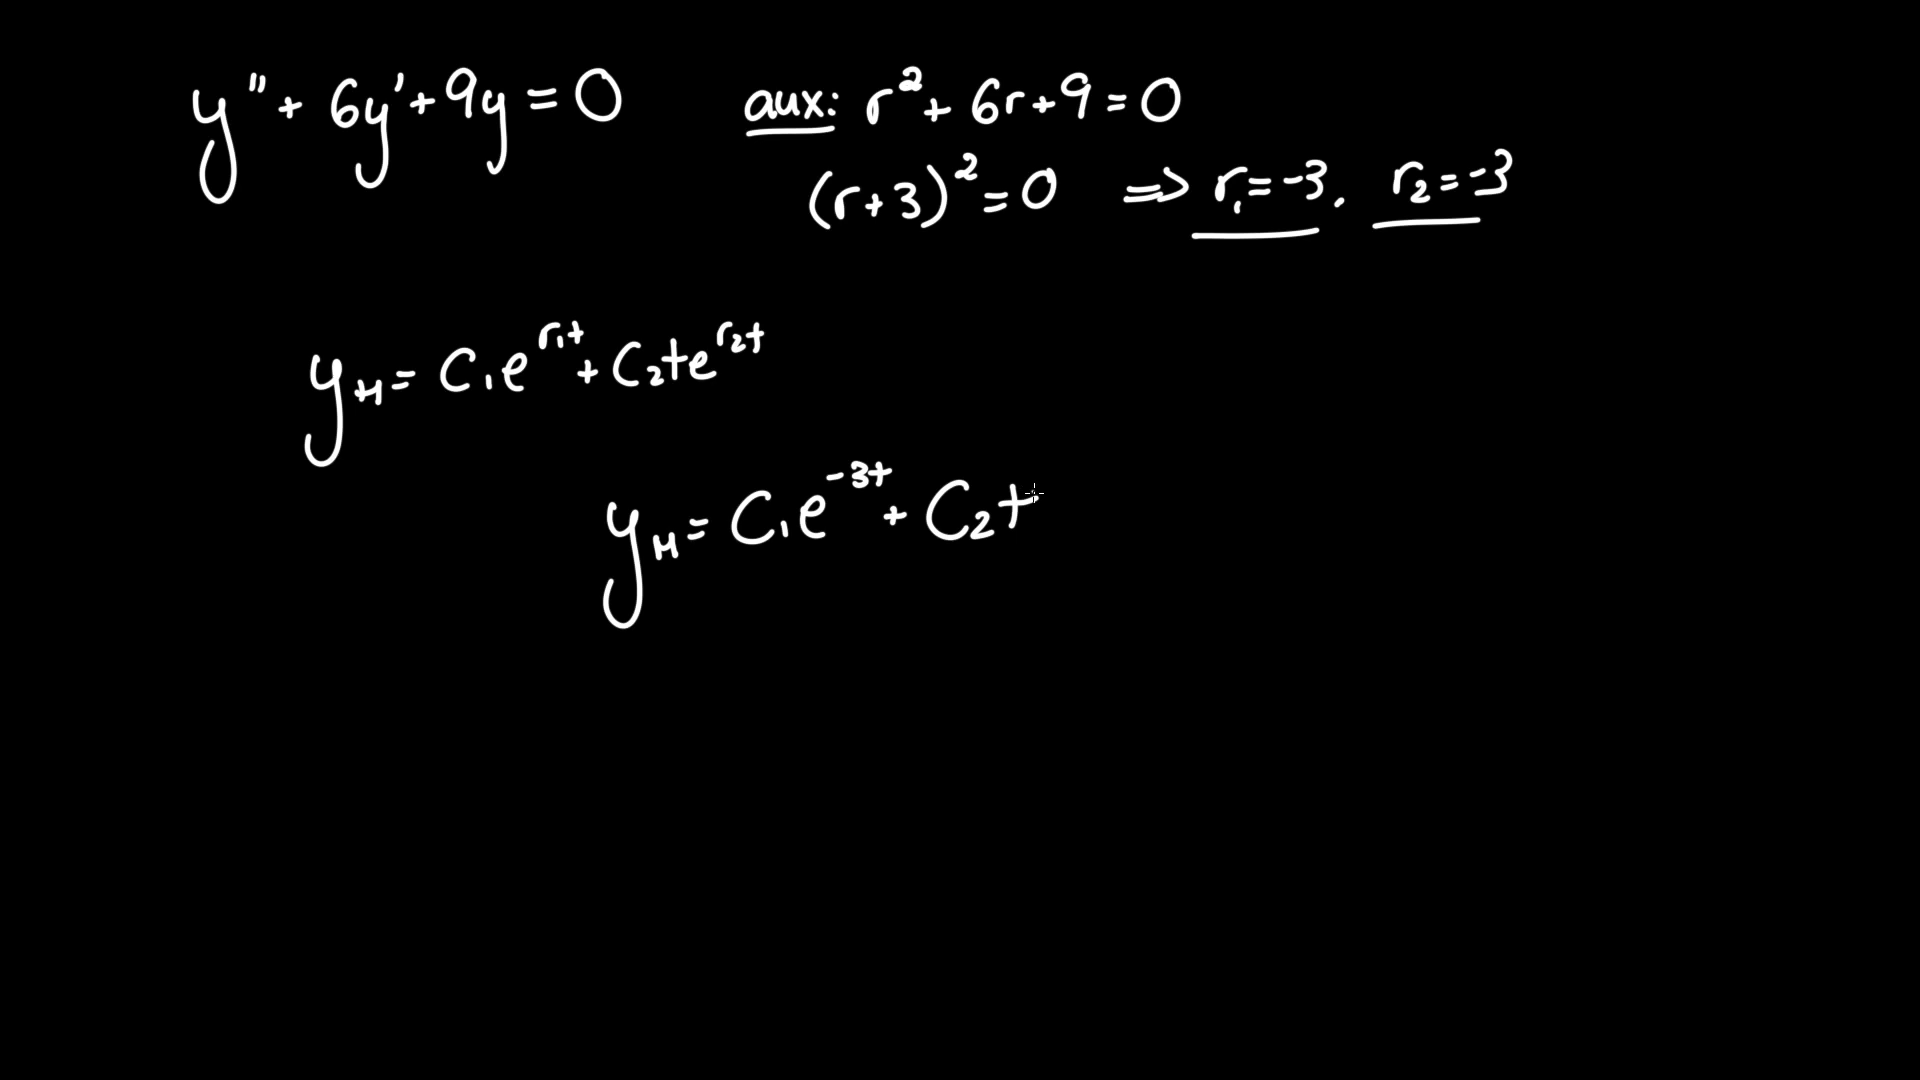 y'' + 6y' + 9y = 0 aux: r² + 6r + 9 = 0
(r+3)² = 0 ⇒ r₁ = -3, r₂ = -3
y_H = C₁e^{r₁t} + C₂te^{r₂t}
y_H = C₁e^{-3t} + C₂t